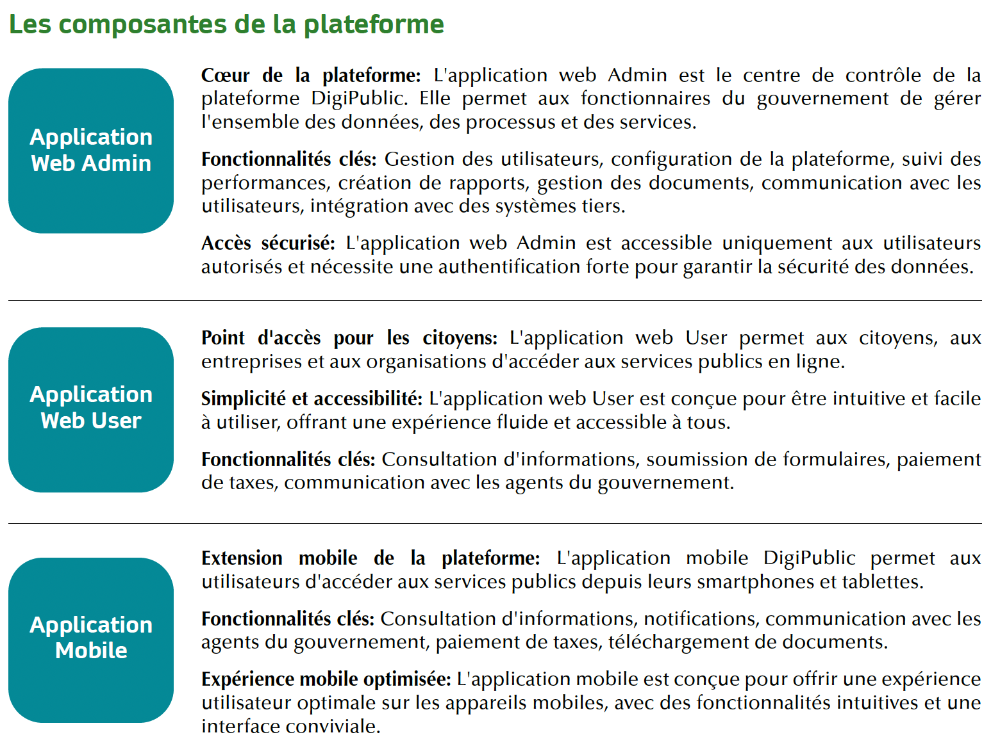 Les composantes de la plateforme
Application
Web Admin
Cœur de la plateforme: L'application web Admin est le centre de contrôle de la
plateforme DigiPublic. Elle permet aux fonctionnaires du gouvernement de gérer
l'ensemble des données, des processus et des services.
Fonctionnalités clés: Gestion des utilisateurs, configuration de la plateforme, suivi des
performances, création de rapports, gestion des documents, communication avec les
utilisateurs, intégration avec des systèmes tiers.
Accès sécurisé: L'application web Admin est accessible uniquement aux utilisateurs
autorisés et nécessite une authentification forte pour garantir la sécurité des données.
Application
Web User
Point d'accès pour les citoyens: L'application web User permet aux citoyens, aux
entreprises et aux organisations d'accéder aux services publics en ligne.
Simplicité et accessibilité: L'application web User est conçue pour être intuitive et facile
à utiliser, offrant une expérience fluide et accessible à tous.
Fonctionnalités clés: Consultation d'informations, soumission de formulaires, paiement
de taxes, communication avec les agents du gouvernement.
Application
Mobile
Extension mobile de la plateforme: L'application mobile DigiPublic permet aux
utilisateurs d'accéder aux services publics depuis leurs smartphones et tablettes.
Fonctionnalités clés: Consultation d'informations, notifications, communication avec les
agents du gouvernement, paiement de taxes, téléchargement de documents.
Expérience mobile optimisée: L'application mobile est conçue pour offrir une expérience
utilisateur optimale sur les appareils mobiles, avec des fonctionnalités intuitives et une
interface conviviale.